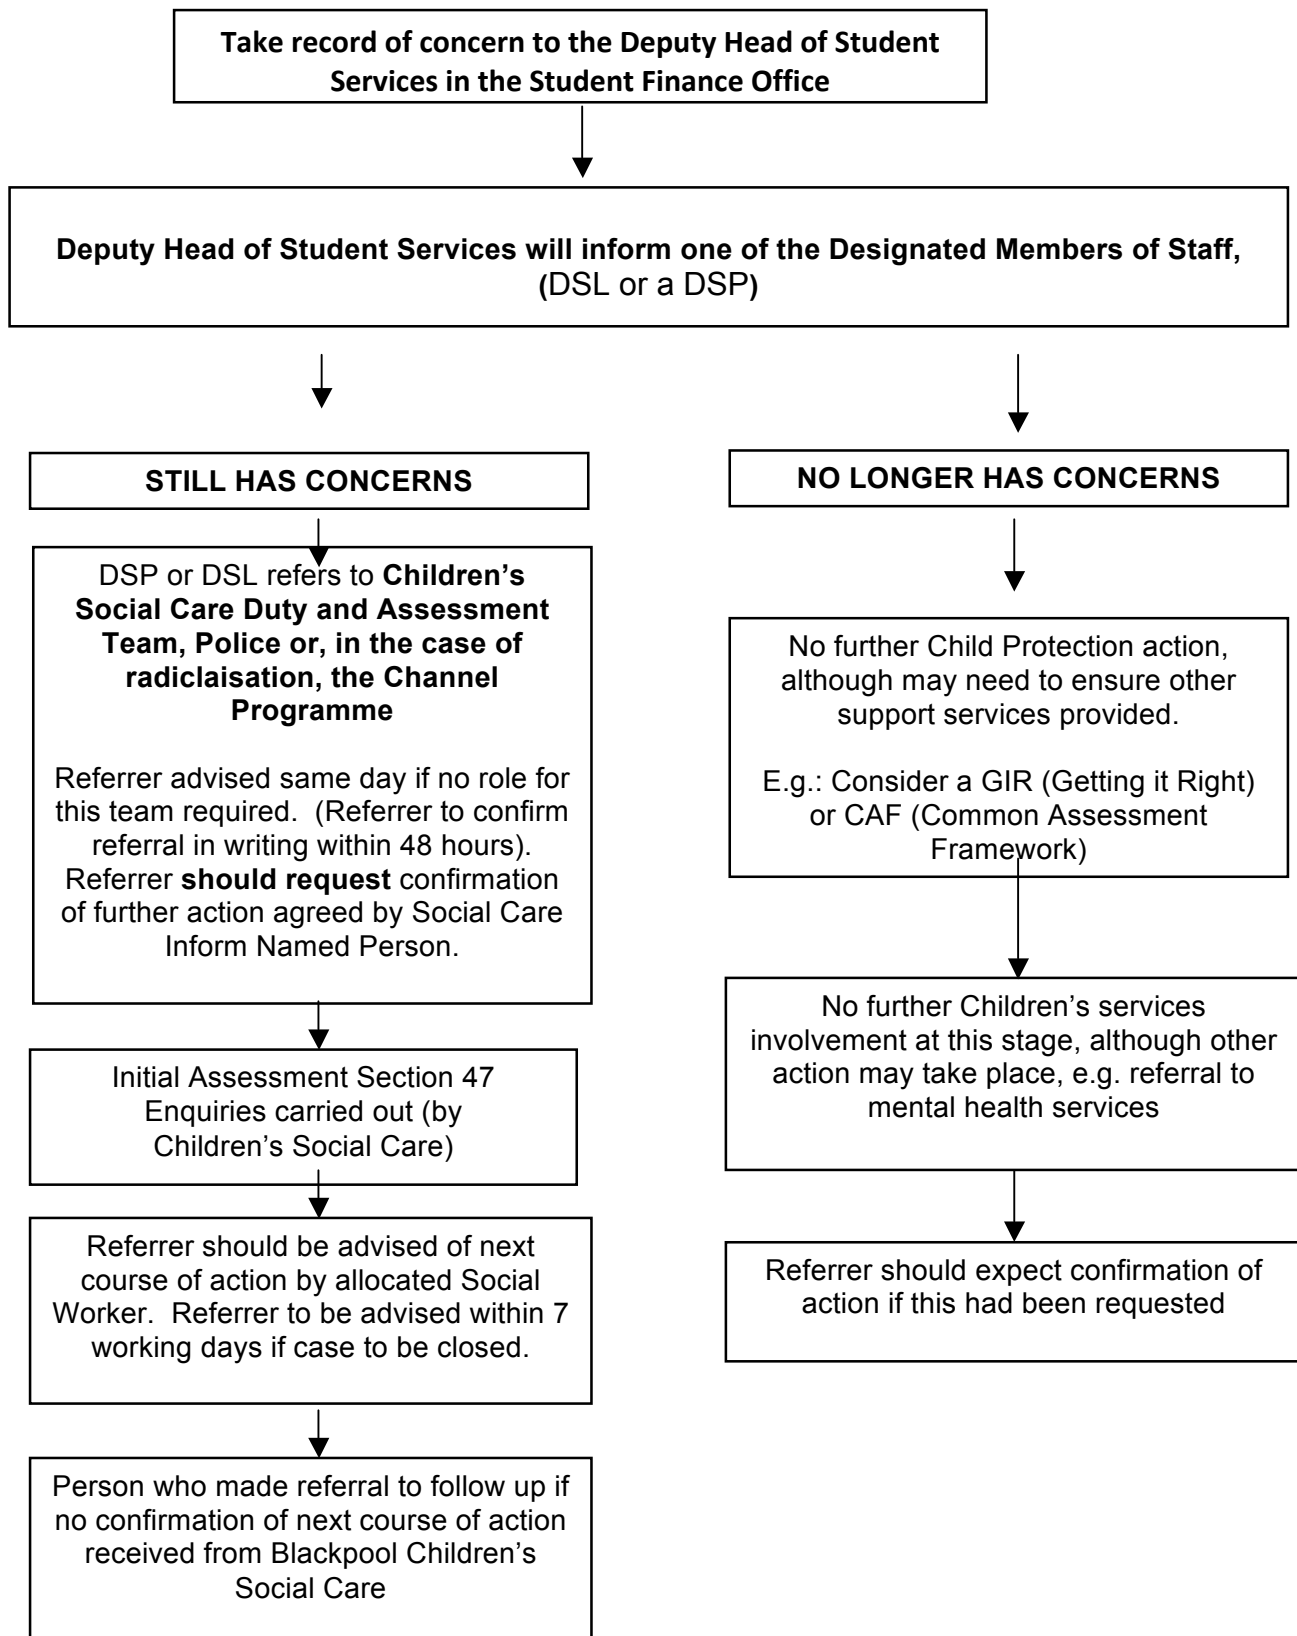 Take record of concern to the Deputy Head of Student
Services in the Student Finance Office
Deputy Head of Student Services will inform one of the Designated Members of Staff,
(DSL or a DSP)
STILL HAS CONCERNS
DSP or DSL refers to Children's
Social Care Duty and Assessment
Team, Police or, in the case of
radiclaisation, the Channel
Programme
Referrer advised same day if no role for
this team required.  (Referrer to confirm
referral in writing within 48 hours).
Referrer should request confirmation
of further action agreed by Social Care
Inform Named Person.
Initial Assessment Section 47
Enquiries carried out (by
Children's Social Care)
Referrer should be advised of next
course of action by allocated Social
Worker.  Referrer to be advised within 7
working days if case to be closed.
Person who made referral to follow up if
no confirmation of next course of action
received from Blackpool Children's
Social Care
NO LONGER HAS CONCERNS
No further Child Protection action,
although may need to ensure other
support services provided.
E.g.: Consider a GIR (Getting it Right)
or CAF (Common Assessment
Framework)
No further Children's services
involvement at this stage, although other
action may take place, e.g. referral to
mental health services
Referrer should expect confirmation of
action if this had been requested